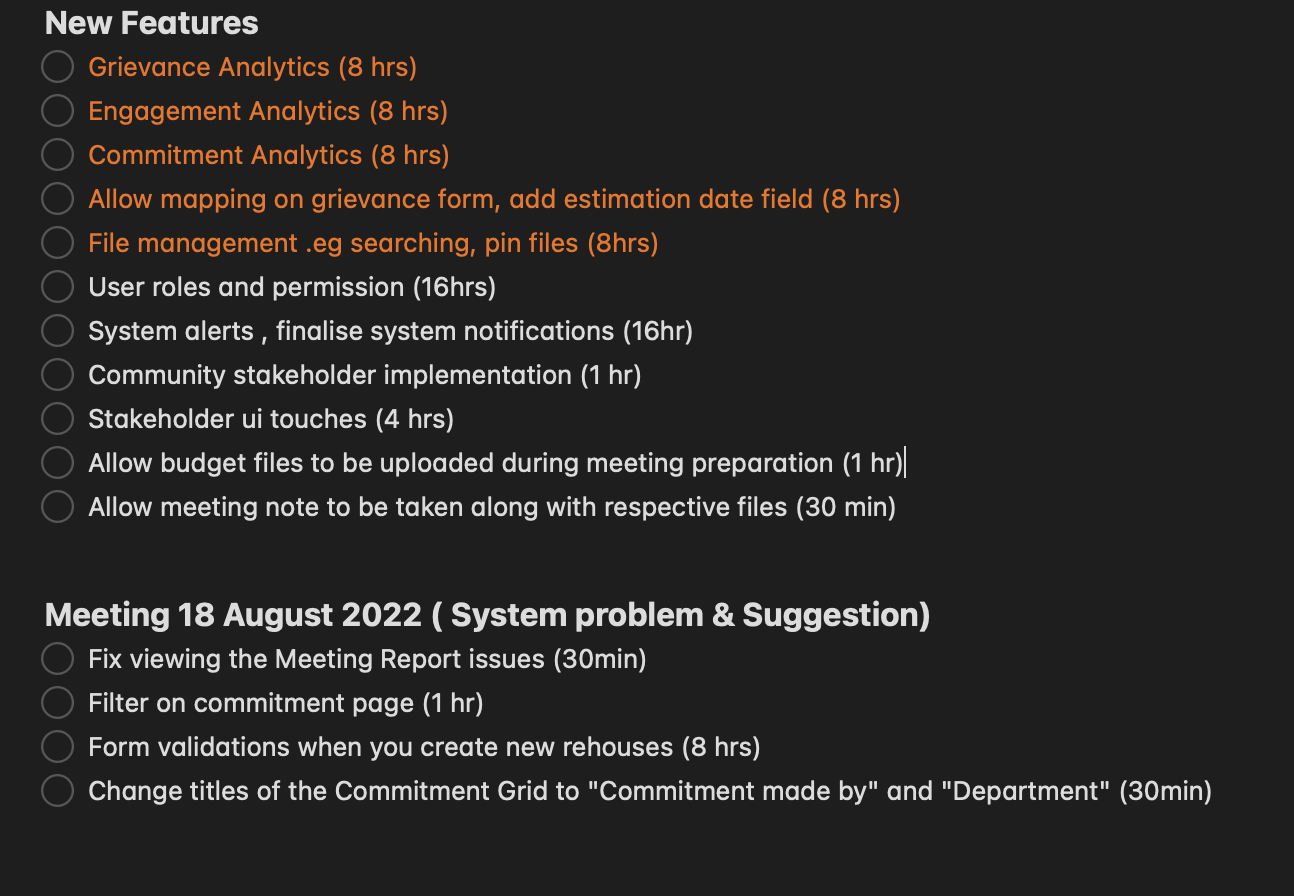 New Features
Grievance Analytics (8 hrs)
Engagement Analytics (8 hrs)
Commitment Analytics (8 hrs)
Allow mapping on grievance form, add estimation date field (8 hrs)
File management .eg searching, pin files (8hrs)
User roles and permission (16hrs)
System alerts , finalise system notifications (16hr)
Community stakeholder implementation (1 hr)
Stakeholder ui touches (4 hrs)
Allow budget files to be uploaded during meeting preparation (1 hr)
Allow meeting note to be taken along with respective files (30 min)
Meeting 18 August 2022 ( System problem & Suggestion)
Fix viewing the Meeting Report issues (30min)
Filter on commitment page (1 hr)
Form validations when you create new rehouses (8 hrs)
Change titles of the Commitment Grid to "Commitment made by" and "Department" (30min)